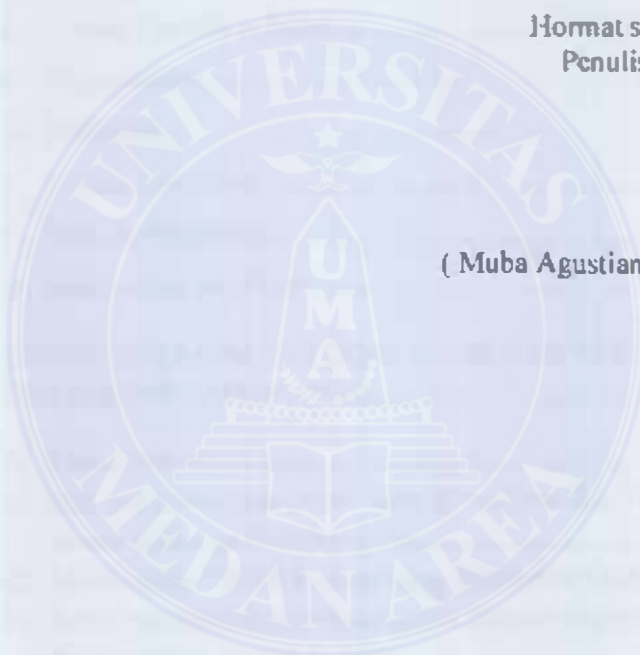 Hormat s
Penulis
( Muba Agustian
UNIVERSITAS
U
M
A
MEDAN AREA